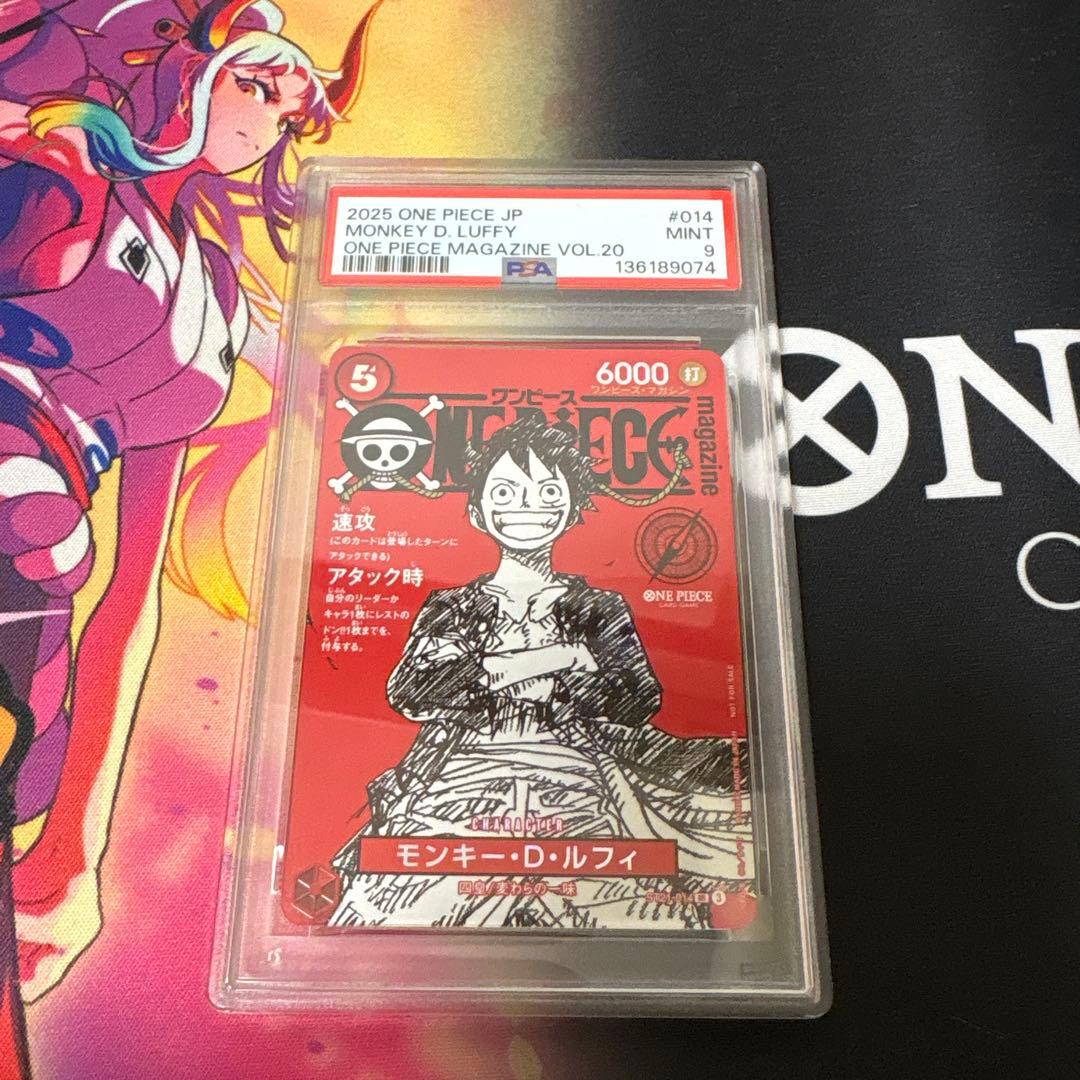 2025 ONE PIECE JP #014
MONKEY D. LUFFY MINT
ONE PIECE MAGAZINE VOL.20 9
PSA 136189074
5
6000 打
ワンピース・マガジン
ワンピース
ONE PIECE
magazine
速攻
(このカードは登場したターンに
アタックできる)
アタック時
自分のリーダーか
キャラ1枚にレストの
ドン!!1枚までを、
付与する。
ONE PIECE
CARD GAME
NOT FOR SALE
CHARACTER
モンキー・D・ルフィ
四皇/麦わらの一味
3
ON